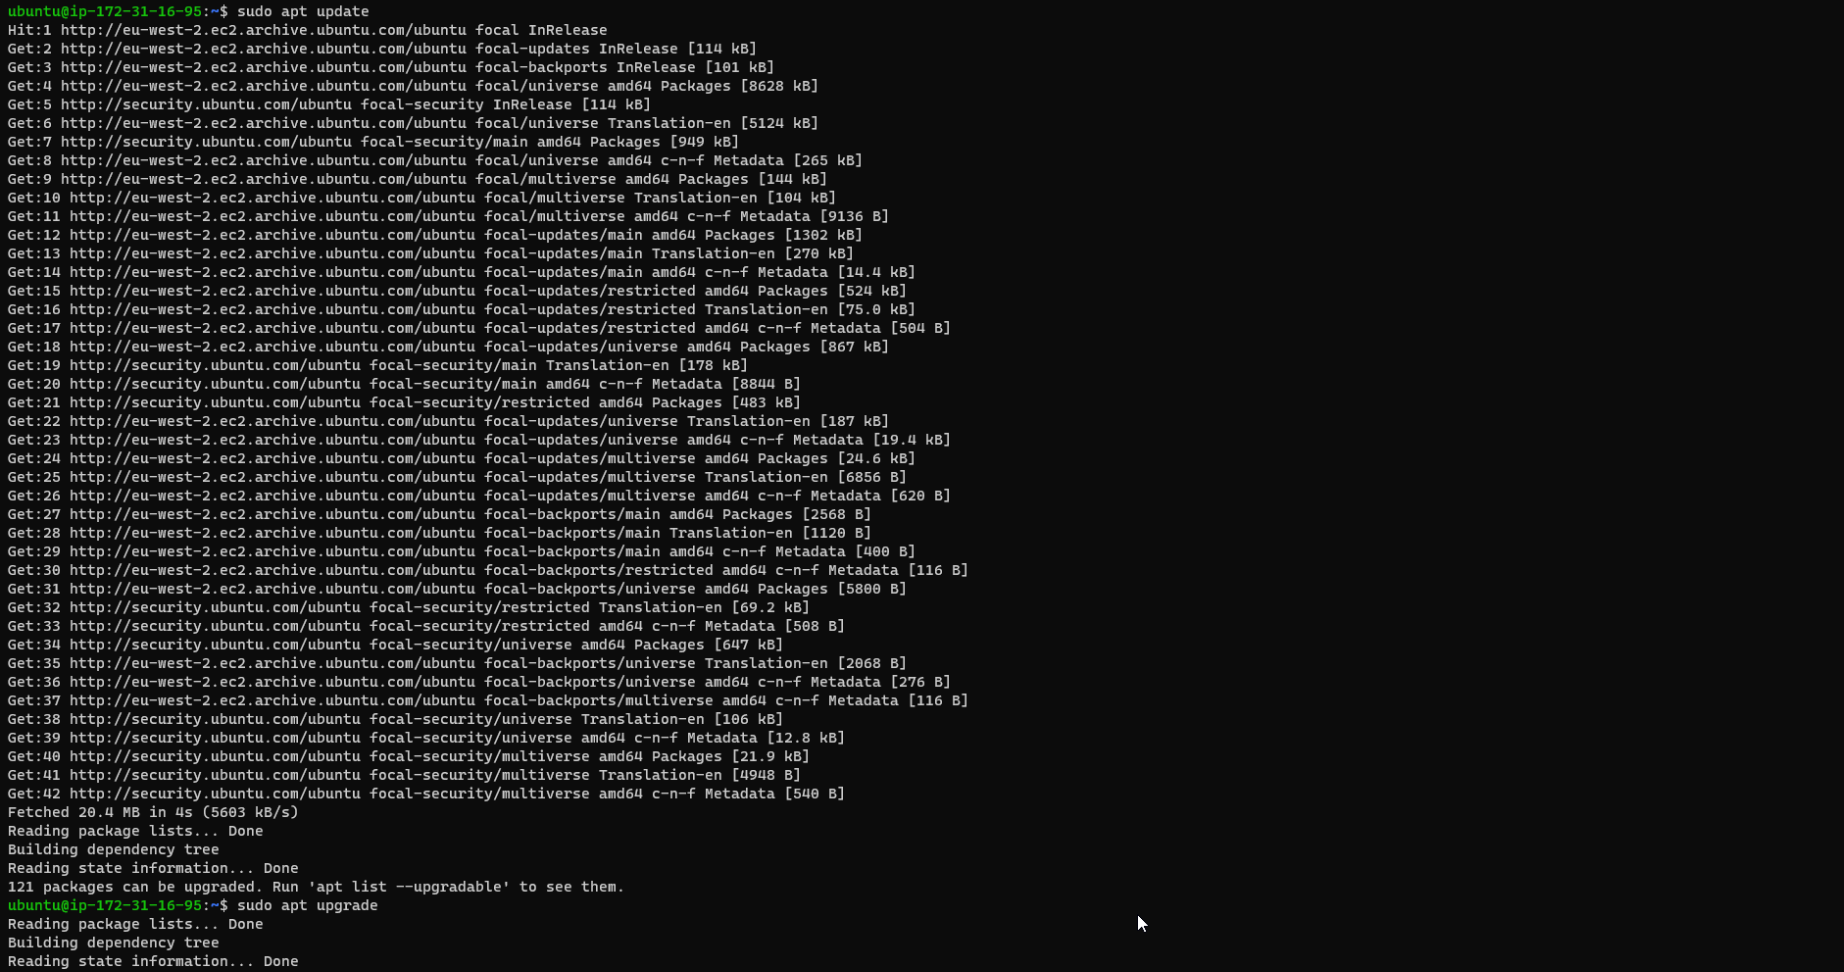 ubuntu@ip-172-31-16-95:~$ sudo apt update
Hit:1 http://eu-west-2.ec2.archive.ubuntu.com/ubuntu focal InRelease
Get:2 http://eu-west-2.ec2.archive.ubuntu.com/ubuntu focal-updates InRelease [114 kB]
Get:3 http://eu-west-2.ec2.archive.ubuntu.com/ubuntu focal-backports InRelease [101 kB]
Get:4 http://eu-west-2.ec2.archive.ubuntu.com/ubuntu focal/universe amd64 Packages [8628 kB]
Get:5 http://security.ubuntu.com/ubuntu focal-security InRelease [114 kB]
Get:6 http://eu-west-2.ec2.archive.ubuntu.com/ubuntu focal/universe Translation-en [5124 kB]
Get:7 http://security.ubuntu.com/ubuntu focal-security/main amd64 Packages [949 kB]
Get:8 http://eu-west-2.ec2.archive.ubuntu.com/ubuntu focal/universe amd64 c-n-f Metadata [265 kB]
Get:9 http://eu-west-2.ec2.archive.ubuntu.com/ubuntu focal/multiverse amd64 Packages [144 kB]
Get:10 http://eu-west-2.ec2.archive.ubuntu.com/ubuntu focal/multiverse Translation-en [104 kB]
Get:11 http://eu-west-2.ec2.archive.ubuntu.com/ubuntu focal/multiverse amd64 c-n-f Metadata [9136 B]
Get:12 http://eu-west-2.ec2.archive.ubuntu.com/ubuntu focal-updates/main amd64 Packages [1302 kB]
Get:13 http://eu-west-2.ec2.archive.ubuntu.com/ubuntu focal-updates/main Translation-en [270 kB]
Get:14 http://eu-west-2.ec2.archive.ubuntu.com/ubuntu focal-updates/main amd64 c-n-f Metadata [14.4 kB]
Get:15 http://eu-west-2.ec2.archive.ubuntu.com/ubuntu focal-updates/restricted amd64 Packages [524 kB]
Get:16 http://eu-west-2.ec2.archive.ubuntu.com/ubuntu focal-updates/restricted Translation-en [75.0 kB]
Get:17 http://eu-west-2.ec2.archive.ubuntu.com/ubuntu focal-updates/restricted amd64 c-n-f Metadata [504 B]
Get:18 http://eu-west-2.ec2.archive.ubuntu.com/ubuntu focal-updates/universe amd64 Packages [867 kB]
Get:19 http://security.ubuntu.com/ubuntu focal-security/main Translation-en [178 kB]
Get:20 http://security.ubuntu.com/ubuntu focal-security/main amd64 c-n-f Metadata [8844 B]
Get:21 http://security.ubuntu.com/ubuntu focal-security/restricted amd64 Packages [483 kB]
Get:22 http://eu-west-2.ec2.archive.ubuntu.com/ubuntu focal-updates/universe Translation-en [187 kB]
Get:23 http://eu-west-2.ec2.archive.ubuntu.com/ubuntu focal-updates/universe amd64 c-n-f Metadata [19.4 kB]
Get:24 http://eu-west-2.ec2.archive.ubuntu.com/ubuntu focal-updates/multiverse amd64 Packages [24.6 kB]
Get:25 http://eu-west-2.ec2.archive.ubuntu.com/ubuntu focal-updates/multiverse Translation-en [6856 B]
Get:26 http://eu-west-2.ec2.archive.ubuntu.com/ubuntu focal-updates/multiverse amd64 c-n-f Metadata [620 B]
Get:27 http://eu-west-2.ec2.archive.ubuntu.com/ubuntu focal-backports/main amd64 Packages [2568 B]
Get:28 http://eu-west-2.ec2.archive.ubuntu.com/ubuntu focal-backports/main Translation-en [1120 B]
Get:29 http://eu-west-2.ec2.archive.ubuntu.com/ubuntu focal-backports/main amd64 c-n-f Metadata [400 B]
Get:30 http://eu-west-2.ec2.archive.ubuntu.com/ubuntu focal-backports/restricted amd64 c-n-f Metadata [116 B]
Get:31 http://eu-west-2.ec2.archive.ubuntu.com/ubuntu focal-backports/universe amd64 Packages [5800 B]
Get:32 http://security.ubuntu.com/ubuntu focal-security/restricted Translation-en [69.2 kB]
Get:33 http://security.ubuntu.com/ubuntu focal-security/restricted amd64 c-n-f Metadata [508 B]
Get:34 http://security.ubuntu.com/ubuntu focal-security/universe amd64 Packages [647 kB]
Get:35 http://eu-west-2.ec2.archive.ubuntu.com/ubuntu focal-backports/universe Translation-en [2068 B]
Get:36 http://eu-west-2.ec2.archive.ubuntu.com/ubuntu focal-backports/universe amd64 c-n-f Metadata [276 B]
Get:37 http://eu-west-2.ec2.archive.ubuntu.com/ubuntu focal-backports/multiverse amd64 c-n-f Metadata [116 B]
Get:38 http://security.ubuntu.com/ubuntu focal-security/universe Translation-en [106 kB]
Get:39 http://security.ubuntu.com/ubuntu focal-security/universe amd64 c-n-f Metadata [12.8 kB]
Get:40 http://security.ubuntu.com/ubuntu focal-security/multiverse amd64 Packages [21.9 kB]
Get:41 http://security.ubuntu.com/ubuntu focal-security/multiverse Translation-en [4948 B]
Get:42 http://security.ubuntu.com/ubuntu focal-security/multiverse amd64 c-n-f Metadata [540 B]
Fetched 20.4 MB in 4s (5603 kB/s)
Reading package lists... Done
Building dependency tree
Reading state information... Done
121 packages can be upgraded. Run 'apt list --upgradable' to see them.
ubuntu@ip-172-31-16-95:~$ sudo apt upgrade
Reading package lists... Done
Building dependency tree
Reading state information... Done